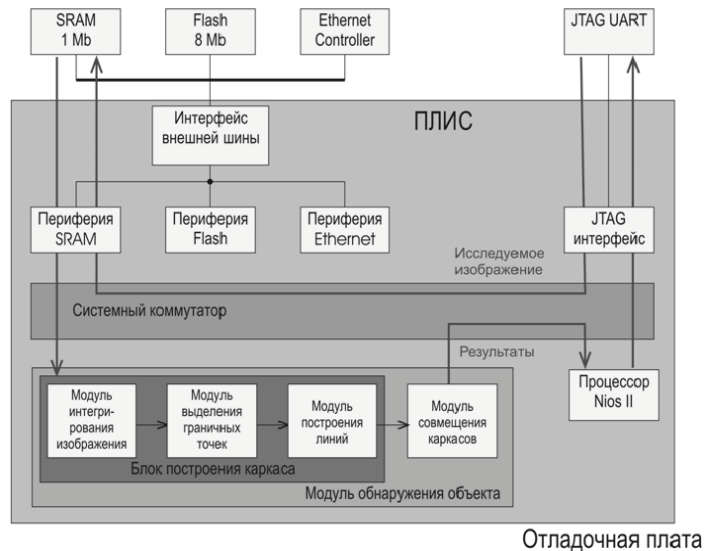 SRAM
1 Mb
Flash
8 Mb
Ethernet
Controller
JTAG UART
ПЛИС
Интерфейс
внешней шины
Периферия
SRAM
Периферия
Flash
Периферия
Ethernet
JTAG
интерфейс
Исследуемое
изображение
Системный коммутатор
Результаты
Процессор
Nios II
Модуль
интегри-
рования
изображения
Модуль
выделения
граничных
точек
Модуль
построения
линий
Модуль
совмещения
каркасов
Блок построения каркаса
Модуль обнаружения объекта
Отладочная плата